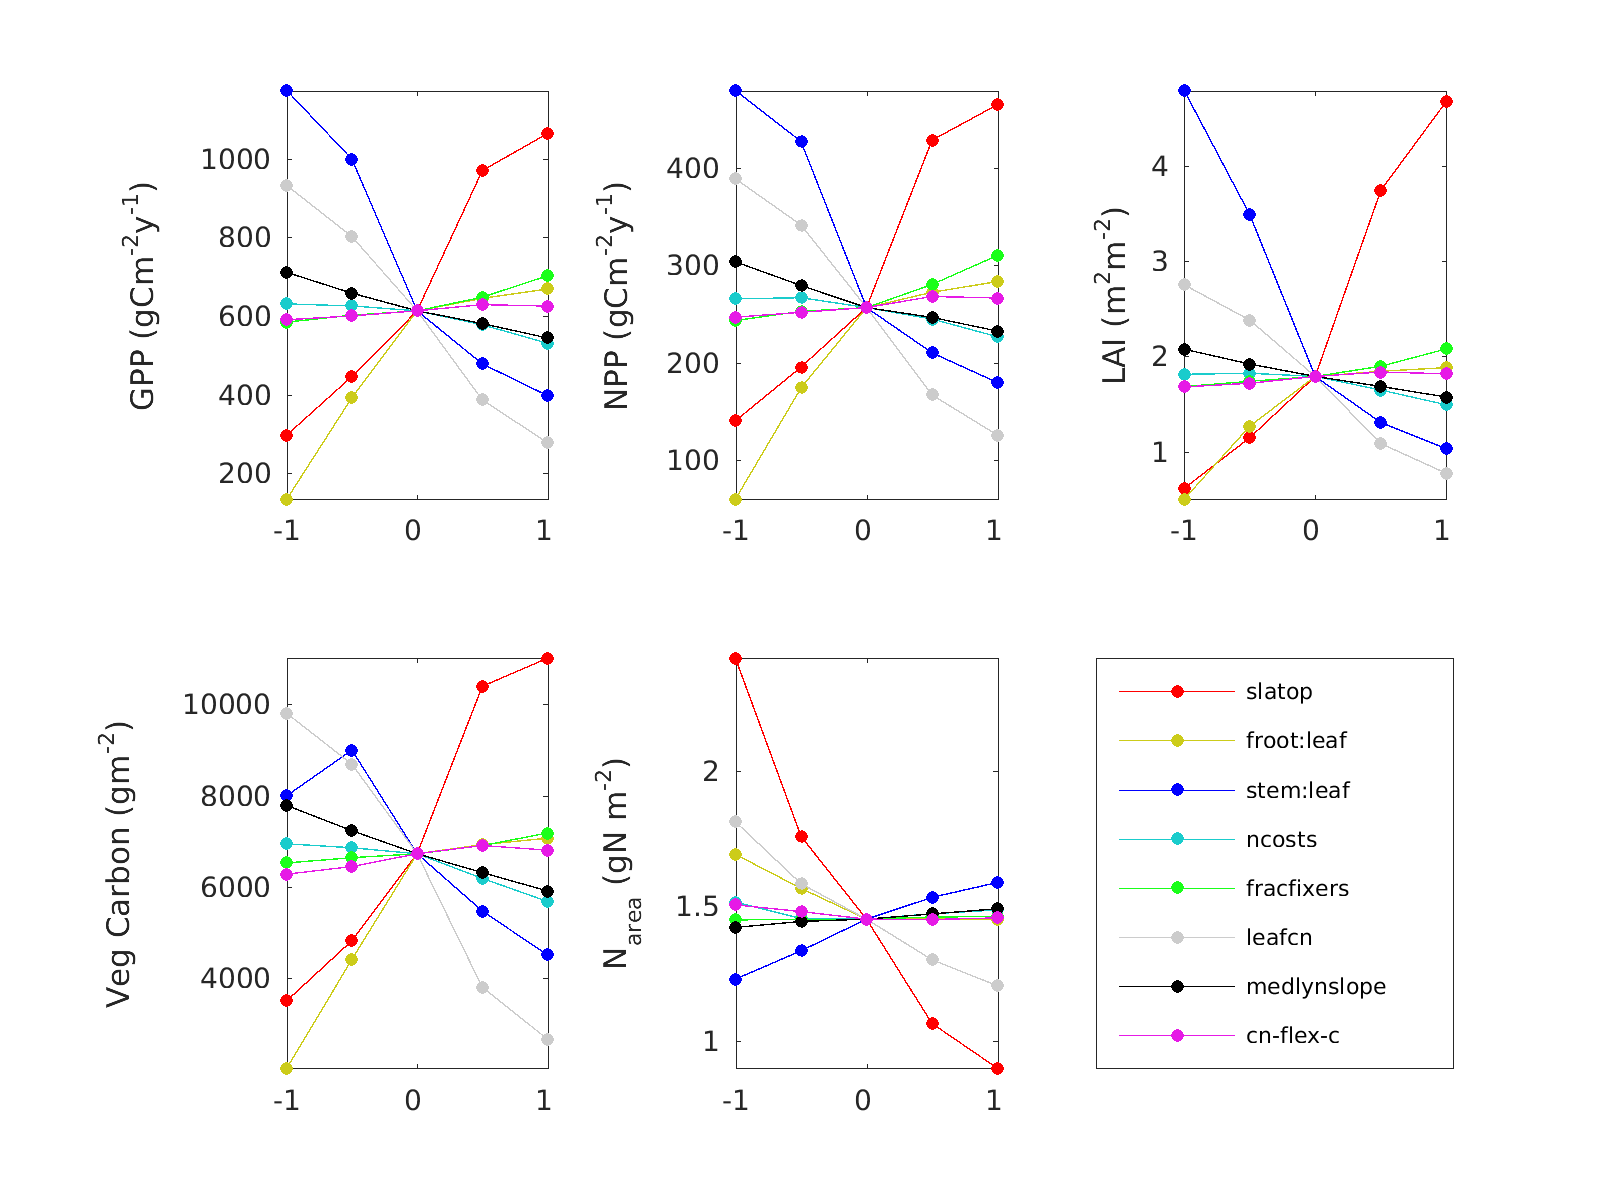 GPP (gCm⁻²y⁻¹)
1000
800
600
400
200
-1 0 1
NPP (gCm⁻²y⁻¹)
400
300
200
100
-1 0 1
LAI (m²m⁻²)
4
3
2
1
-1 0 1
Veg Carbon (gm⁻²)
10000
8000
6000
4000
-1 0 1
N area (gN m⁻²)
2
1.5
1
-1 0 1
slatop
froot:leaf
stem:leaf
ncosts
fracfixers
leafcn
medlynslope
cn-flex-c